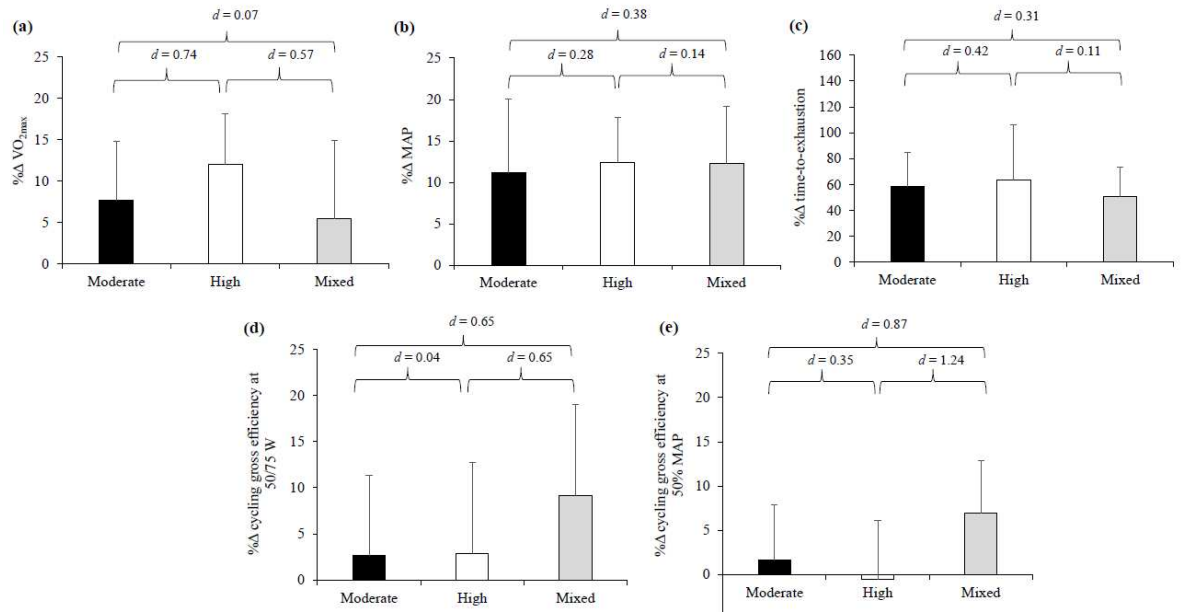 (a)
d = 0.07
d = 0.74
d = 0.57
%Δ VO2max
25
20
15
10
5
0
Moderate
High
Mixed
(b)
d = 0.38
d = 0.28
d = 0.14
%Δ MAP
25
20
15
10
5
0
Moderate
High
Mixed
(c)
d = 0.31
d = 0.42
d = 0.11
%Δ time-to-exhaustion
160
140
120
100
80
60
40
20
0
Moderate
High
Mixed
(d)
d = 0.65
d = 0.04
d = 0.65
%Δ cycling gross efficiency at
50/75 W
25
20
15
10
5
0
Moderate
High
Mixed
(e)
d = 0.87
d = 0.35
d = 1.24
%Δ cycling gross efficiency at
50% MAP
25
20
15
10
5
0
Moderate
High
Mixed